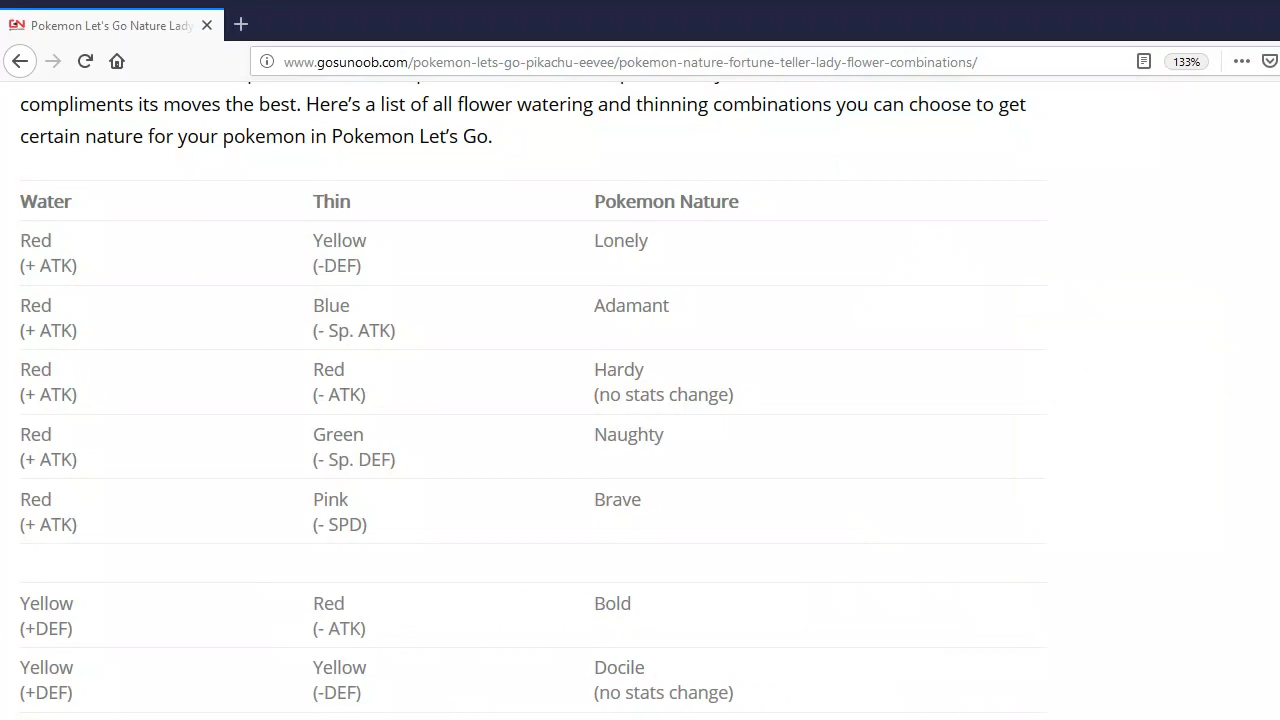 Pokemon Let's Go Nature Lady
www.gosunoob.com/pokemon-lets-go-pikachu-eevee/pokemon-nature-fortune-teller-lady-flower-combinations/
133%
compliments its moves the best. Here's a list of all flower watering and thinning combinations you can choose to get
certain nature for your pokemon in Pokemon Let's Go.
Water Thin Pokemon Nature
Red Yellow Lonely
(+ ATK) (-DEF)
Red Blue Adamant
(+ ATK) (- Sp. ATK)
Red Red Hardy
(+ ATK) (- ATK) (no stats change)
Red Green Naughty
(+ ATK) (- Sp. DEF)
Red Pink Brave
(+ ATK) (- SPD)
Yellow Red Bold
(+DEF) (- ATK)
Yellow Yellow Docile
(+DEF) (-DEF) (no stats change)